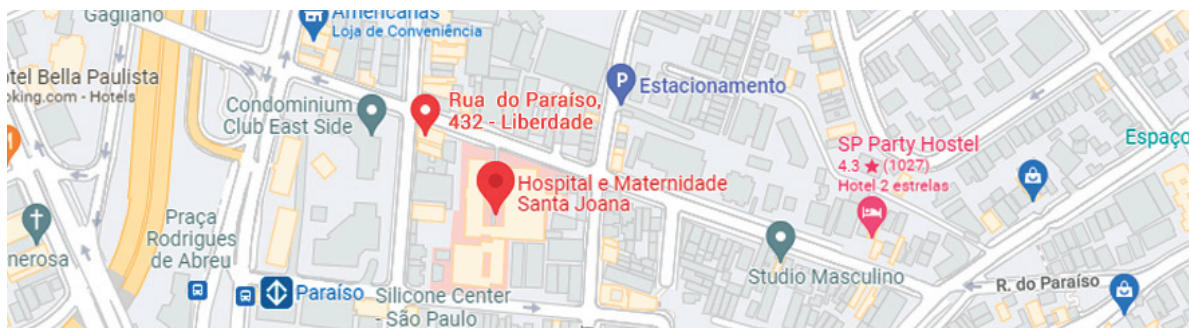 Gagliano
Americanas
Loja de Conveniência
tel Bella Paulista
oking.com - Hotels
Condominium
Club East Side
Rua do Paraíso,
432 - Liberdade
P
Estacionamento
SP Party Hostel
4.3 ★ (1027)
Hotel 2 estrelas
Espaço
Hospital e Maternidade
Santa Joana
nerosa
Praça
Rodrigues
de Abreu
Paraíso
Silicone Center
- São Paulo
Studio Masculino
R. do Paraíso